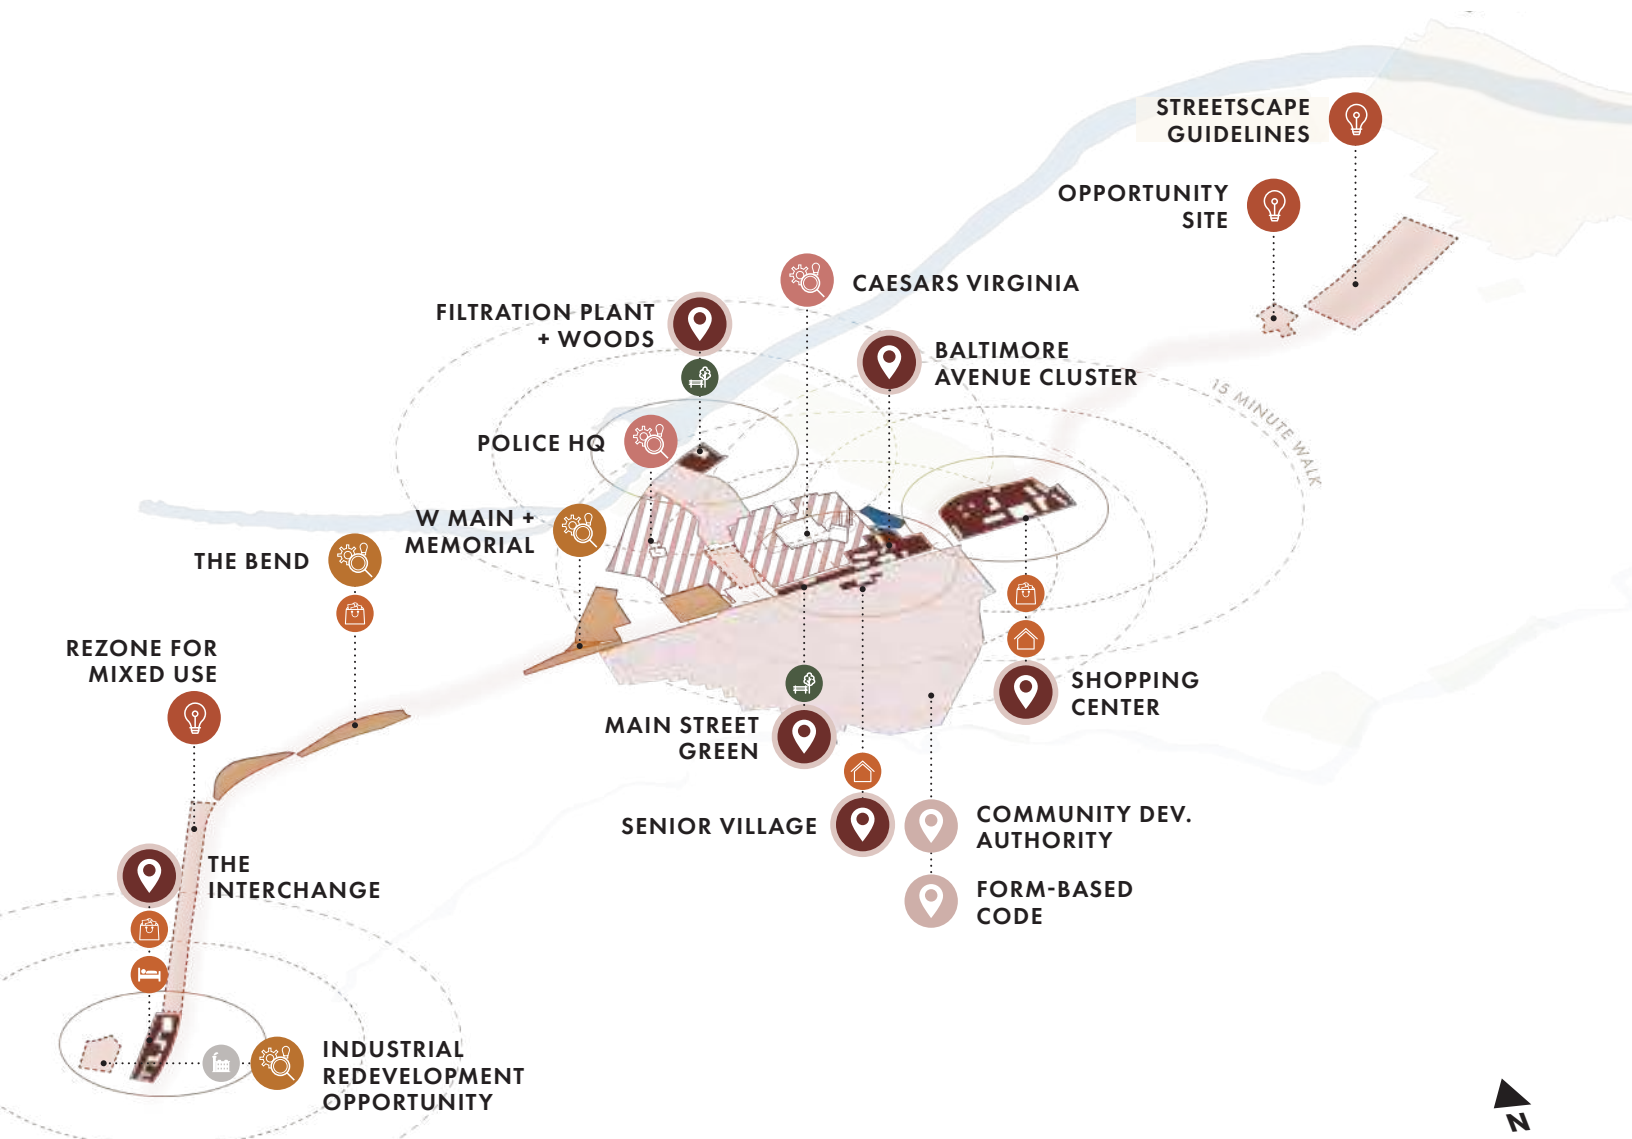 STREETSCAPE
GUIDELINES
OPPORTUNITY
SITE
CAESARS VIRGINIA
FILTRATION PLANT
+ WOODS
BALTIMORE
AVENUE CLUSTER
15 MINUTE WALK
POLICE HQ
W MAIN +
MEMORIAL
THE BEND
REZONE FOR
MIXED USE
SHOPPING
CENTER
MAIN STREET
GREEN
SENIOR VILLAGE
COMMUNITY DEV.
AUTHORITY
THE
INTERCHANGE
FORM-BASED
CODE
INDUSTRIAL
REDEVELOPMENT
OPPORTUNITY
N